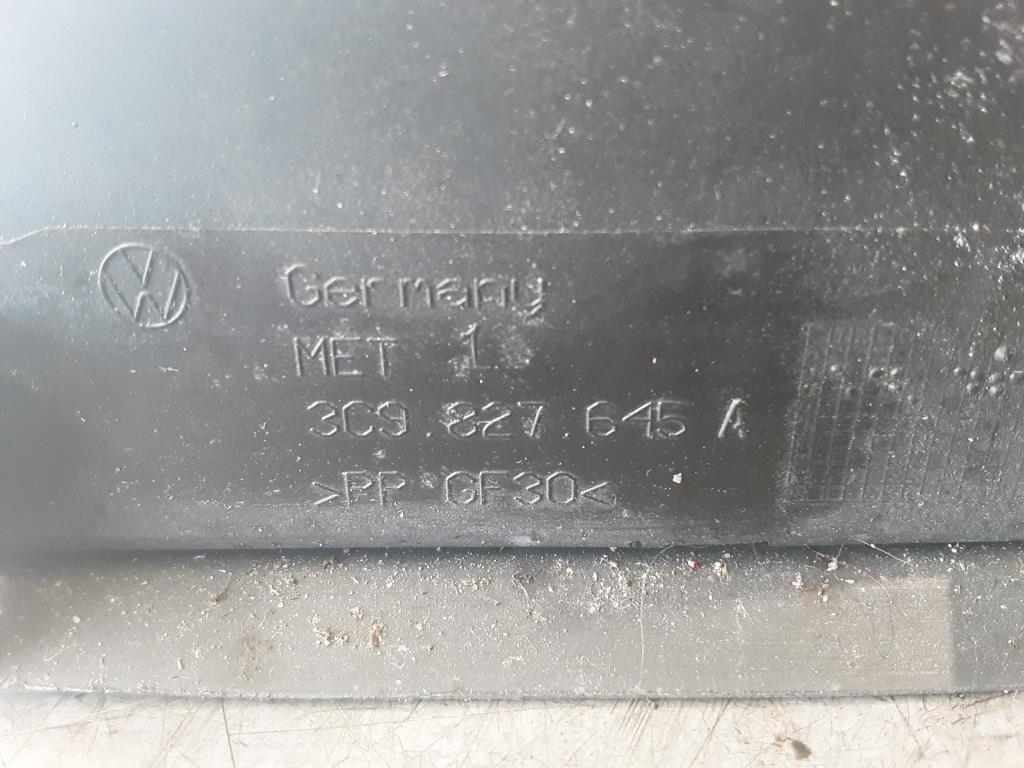 Germany
MET 1
3C9.827.645 A
>PP GF30<